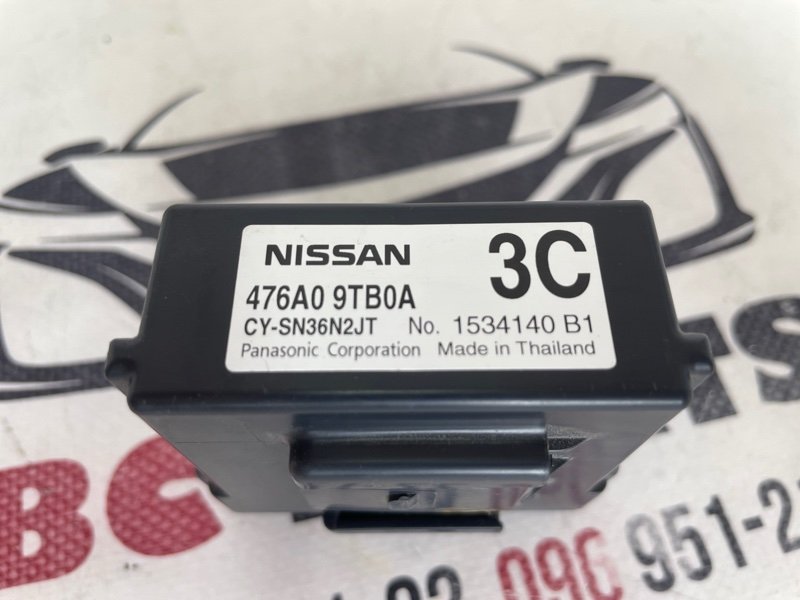 NISSAN 3C
476A0 9TB0A
CY-SN36N2JT No. 1534140 B1
Panasonic Corporation Made in Thailand